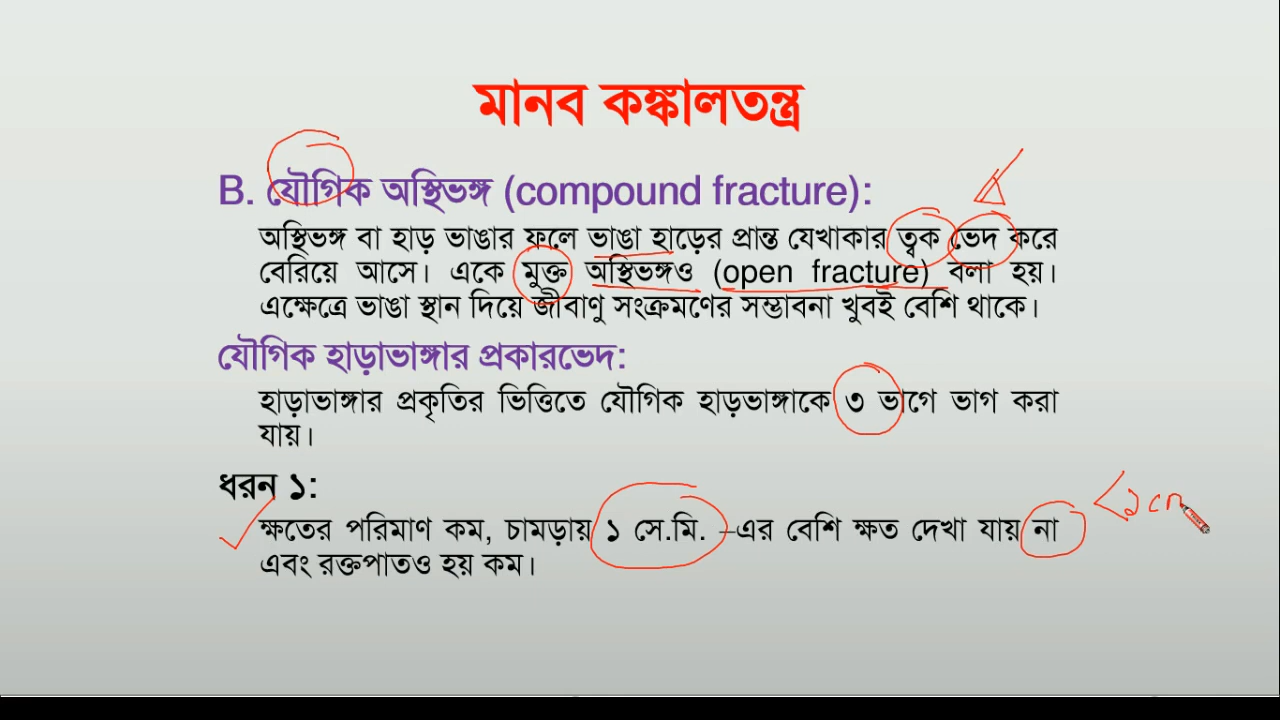 মানব কঙ্কালতন্ত্র
B. যৌগিক অস্থিভঙ্গ (compound fracture):
অস্থিভঙ্গ বা হাড় ভাঙার ফলে ভাঙা হাড়ের প্রান্ত যেখাকার ত্বক ভেদ করে
বেরিয়ে আসে। একে মুক্ত অস্থিভঙ্গও (open fracture) বলা হয়।
এক্ষেত্রে ভাঙা স্থান দিয়ে জীবাণু সংক্রমণের সম্ভাবনা খুবই বেশি থাকে।
যৌগিক হাড়াভাঙ্গার প্রকারভেদ:
হাড়াভাঙ্গার প্রকৃতির ভিত্তিতে যৌগিক হাড়ভাঙ্গাকে ৩ ভাগে ভাগ করা
যায়।
ধরন ১:
<১ cm
ক্ষতের পরিমাণ কম, চামড়ায় ১ সে.মি. –এর বেশি ক্ষত দেখা যায় না
এবং রক্তপাতও হয় কম।